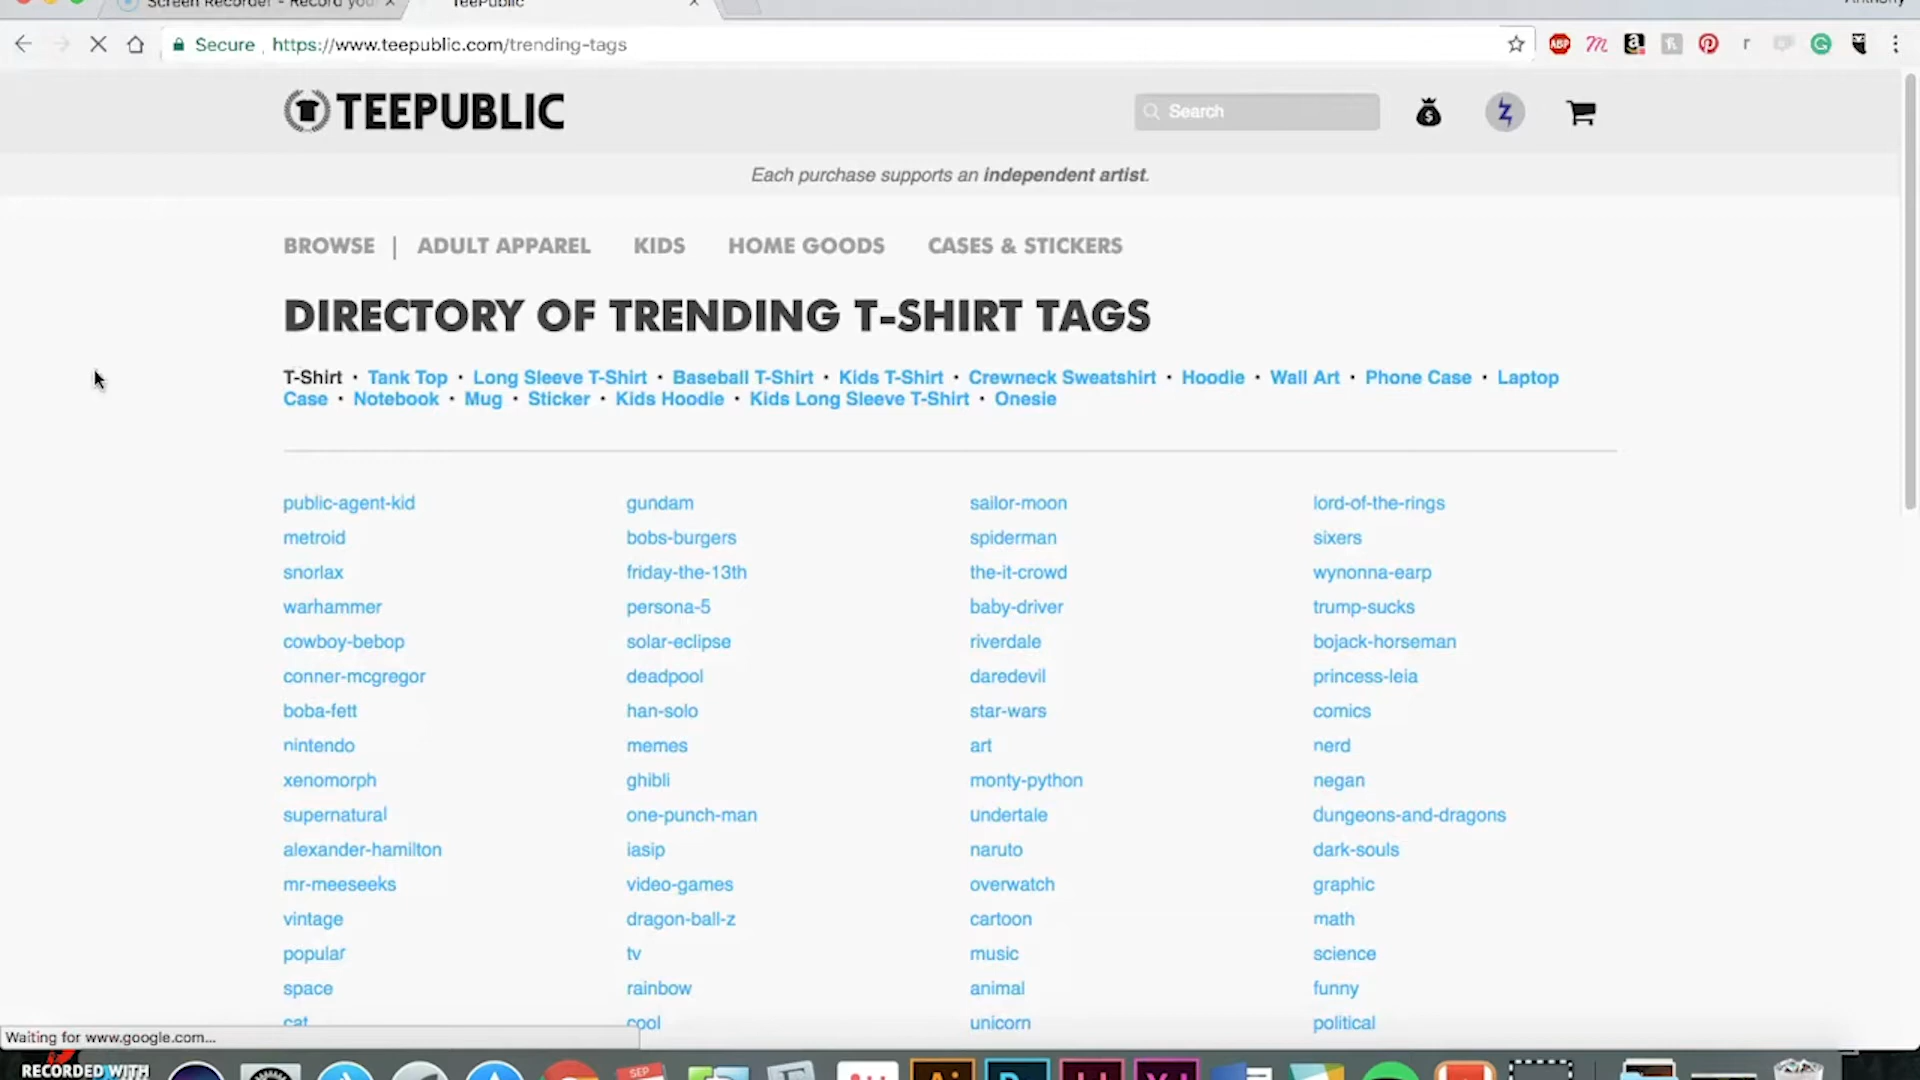 Screen Recorder - Record your
TeePublic
Anthony
Secure https://www.teepublic.com/trending-tags
TEEPUBLIC
Search
Each purchase supports an independent artist.
BROWSE | ADULT APPAREL KIDS HOME GOODS CASES & STICKERS
DIRECTORY OF TRENDING T-SHIRT TAGS
T-Shirt · Tank Top · Long Sleeve T-Shirt · Baseball T-Shirt · Kids T-Shirt · Crewneck Sweatshirt · Hoodie · Wall Art · Phone Case · Laptop
Case · Notebook · Mug · Sticker · Kids Hoodie · Kids Long Sleeve T-Shirt · Onesie
public-agent-kid gundam sailor-moon lord-of-the-rings
metroid bobs-burgers spiderman sixers
snorlax friday-the-13th the-it-crowd wynonna-earp
warhammer persona-5 baby-driver trump-sucks
cowboy-bebop solar-eclipse riverdale bojack-horseman
conner-mcgregor deadpool daredevil princess-leia
boba-fett han-solo star-wars comics
nintendo memes art nerd
xenomorph ghibli monty-python negan
supernatural one-punch-man undertale dungeons-and-dragons
alexander-hamilton iasip naruto dark-souls
mr-meeseeks video-games overwatch graphic
vintage dragon-ball-z cartoon math
popular tv music science
space rainbow animal funny
cat cool unicorn political
Waiting for www.google.com...
RECORDED WITH
SEP